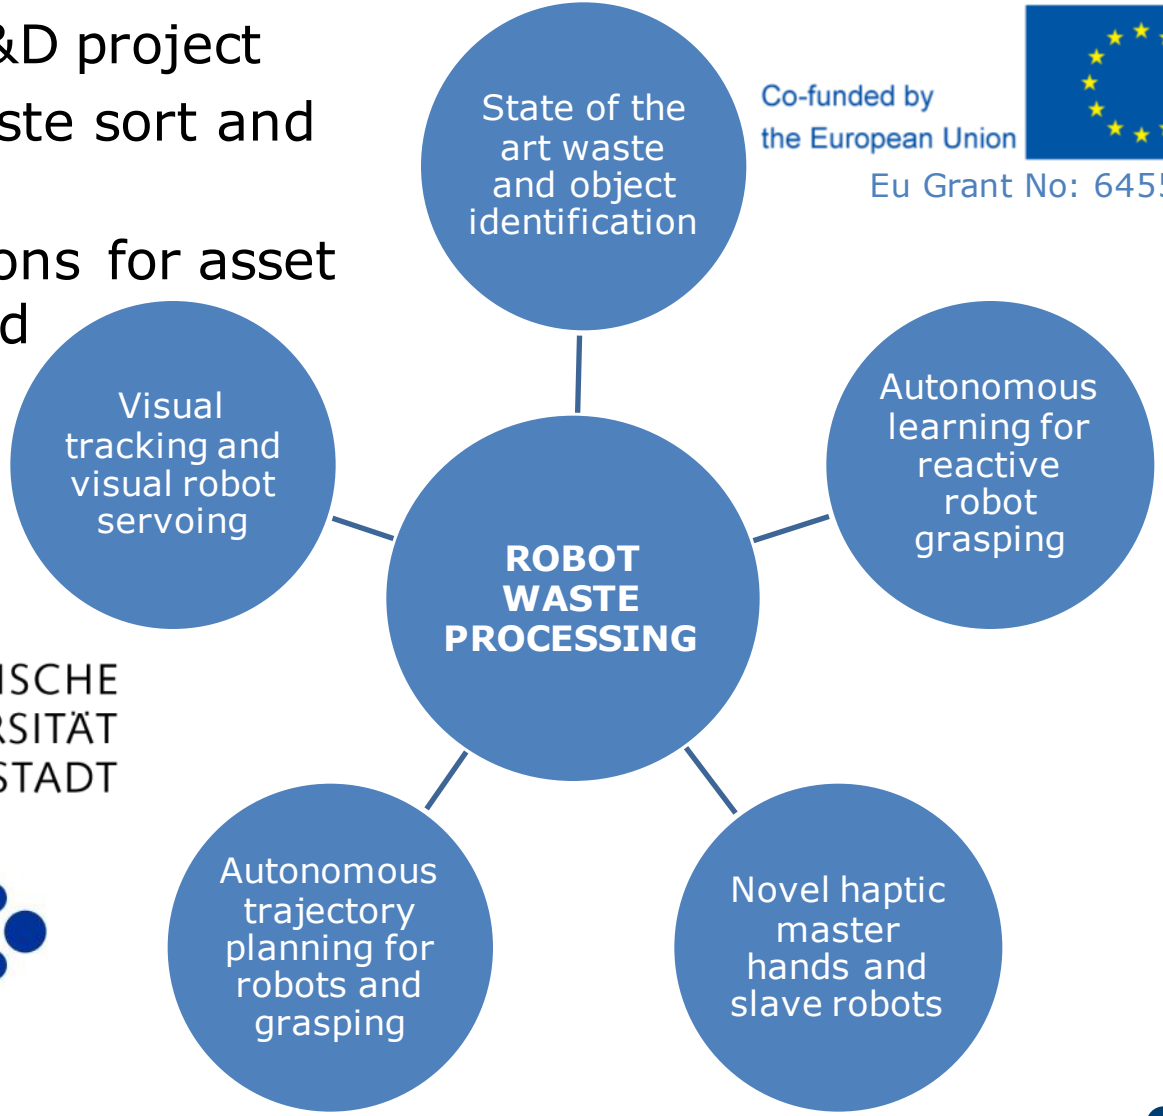 &D project
ste sort and
ons for asset
d
Co-funded by
the European Union
Eu Grant No: 645
State of the
art waste
and object
identification
Visual
tracking and
visual robot
servoing
Autonomous
learning for
reactive
robot
grasping
ROBOT
WASTE
PROCESSING
ISCHE
RSITÄT
STADT
Autonomous
trajectory
planning for
robots and
grasping
Novel haptic
master
hands and
slave robots